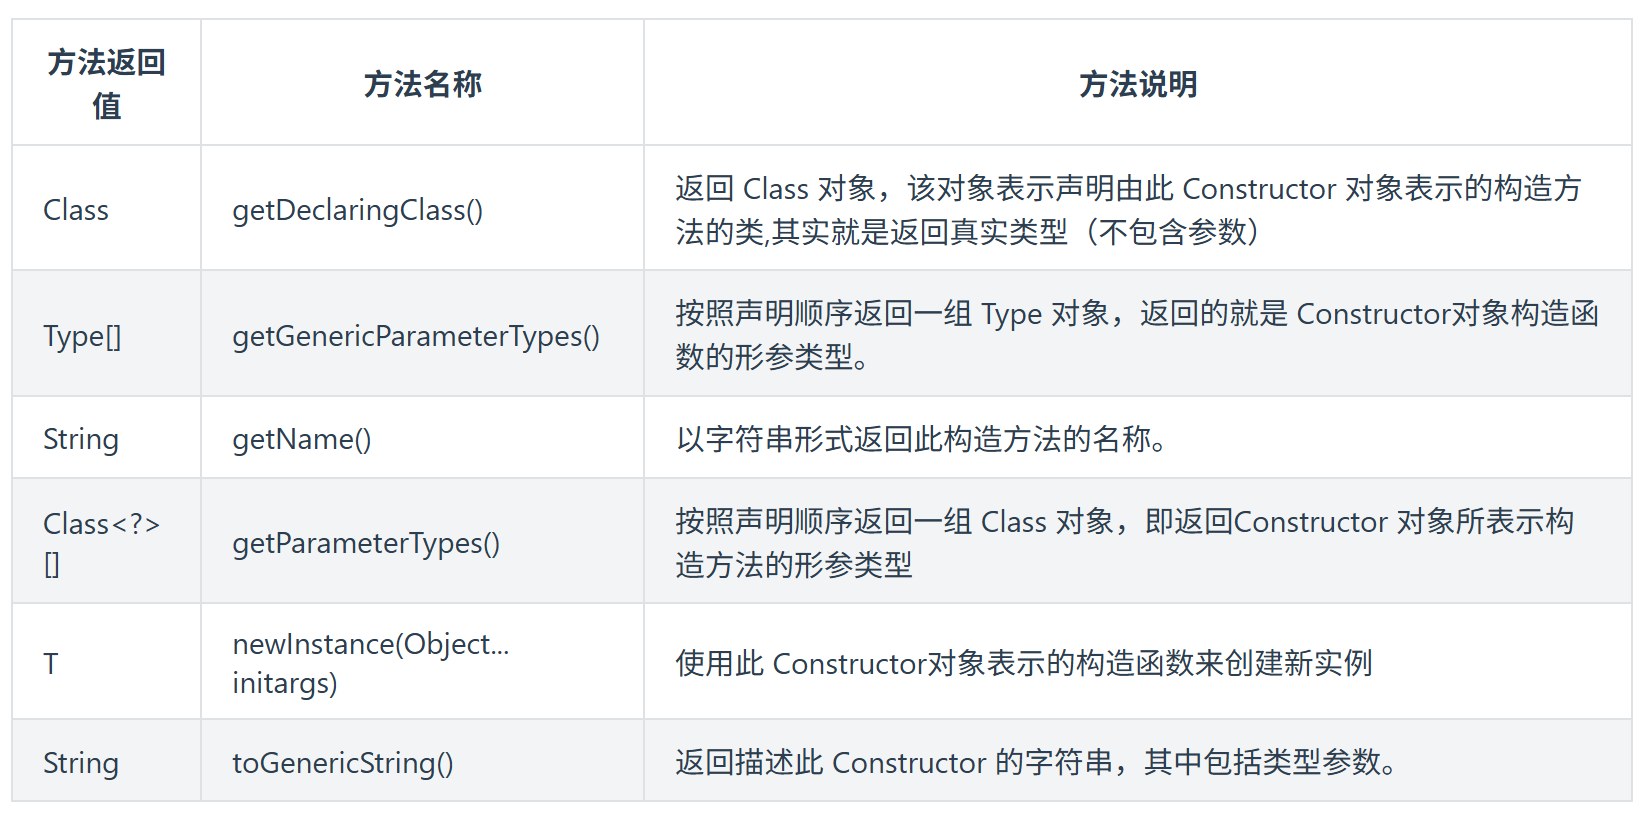 方法返回
值
方法名称
方法说明
Class
getDeclaringClass()
返回 Class 对象，该对象表示声明由此 Constructor 对象表示的构造方
法的类,其实就是返回真实类型（不包含参数）
Type[]
getGenericParameterTypes()
按照声明顺序返回一组 Type 对象，返回的就是 Constructor对象构造函
数的形参类型。
String
getName()
以字符串形式返回此构造方法的名称。
Class<?>
[]
getParameterTypes()
按照声明顺序返回一组 Class 对象，即返回Constructor 对象所表示构
造方法的形参类型
T
newInstance(Object...
initargs)
使用此 Constructor对象表示的构造函数来创建新实例
String
toGenericString()
返回描述此 Constructor 的字符串，其中包括类型参数。